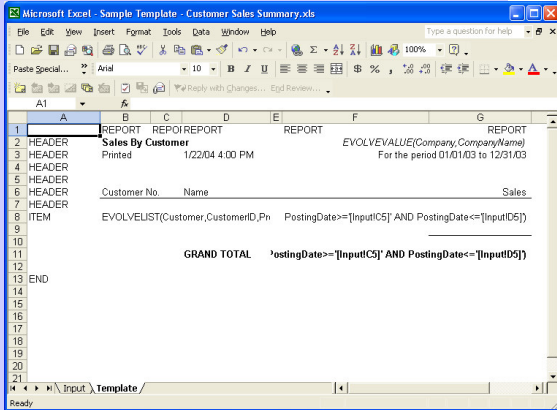 Microsoft Excel - Sample Template - Customer Sales Summary.xls
File Edit View Insert Format Tools Data Window Help Type a question for help
100%
Paste Special... Arial 10 B I U $ % ,
Reply with Changes... End Review...
A1 fx
A B C D E F G
1 REPORT REPOI REPORT REPORT REPORT
2 HEADER Sales By Customer EVOLVEVALUE(Company,CompanyName)
3 HEADER Printed 1/22/04 4:00 PM For the period 01/01/03 to 12/31/03
4 HEADER
5 HEADER
6 HEADER Customer No. Name Sales
7 HEADER
8 ITEM EVOLVELIST(Customer,CustomerID,Pri PostingDate>='[Input!C5]' AND PostingDate<='[Input!D5]')
9
10
11 GRAND TOTAL PostingDate>='[Input!C5]' AND PostingDate<='[Input!D5]')
12
13 END
14
15
16
17
18
19
20
21
Input Template
Ready